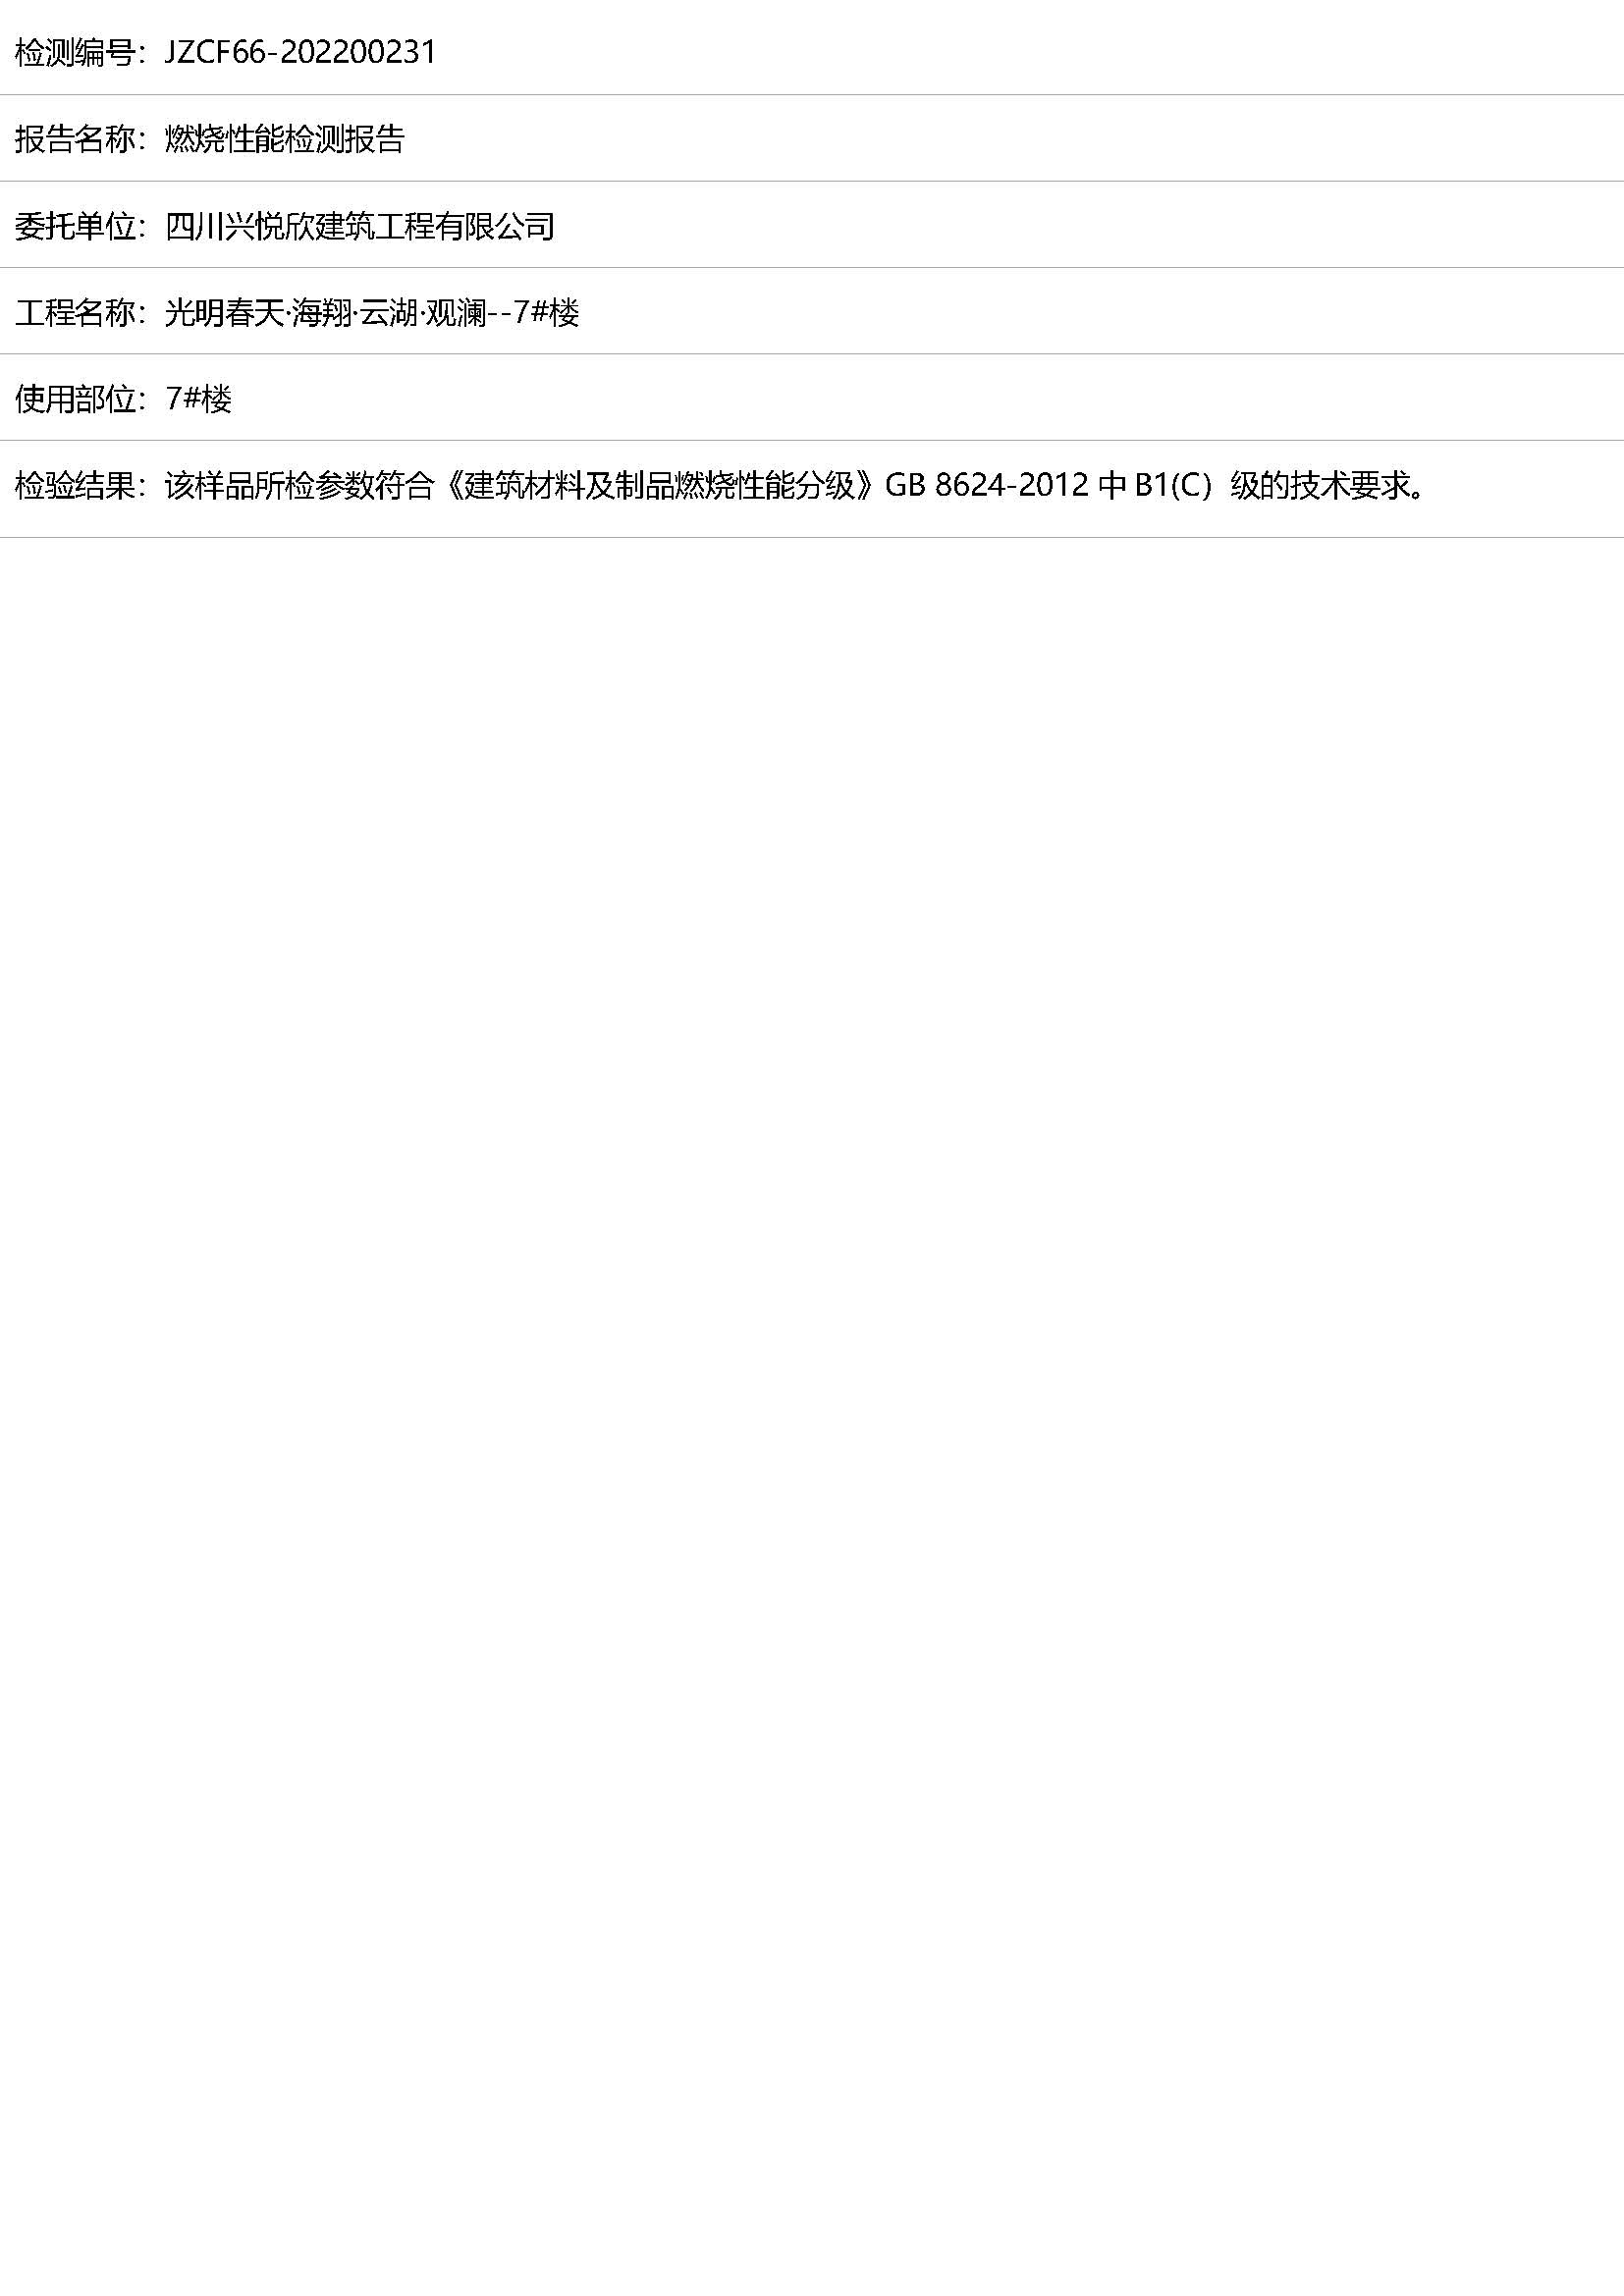 检测编号：JZCF66-202200231
报告名称：燃烧性能检测报告
委托单位：四川兴悦欣建筑工程有限公司
工程名称：光明春天·海翔·云湖·观澜--7#楼
使用部位：7#楼
检验结果：该样品所检参数符合《建筑材料及制品燃烧性能分级》GB 8624-2012 中 B1(C）级的技术要求。